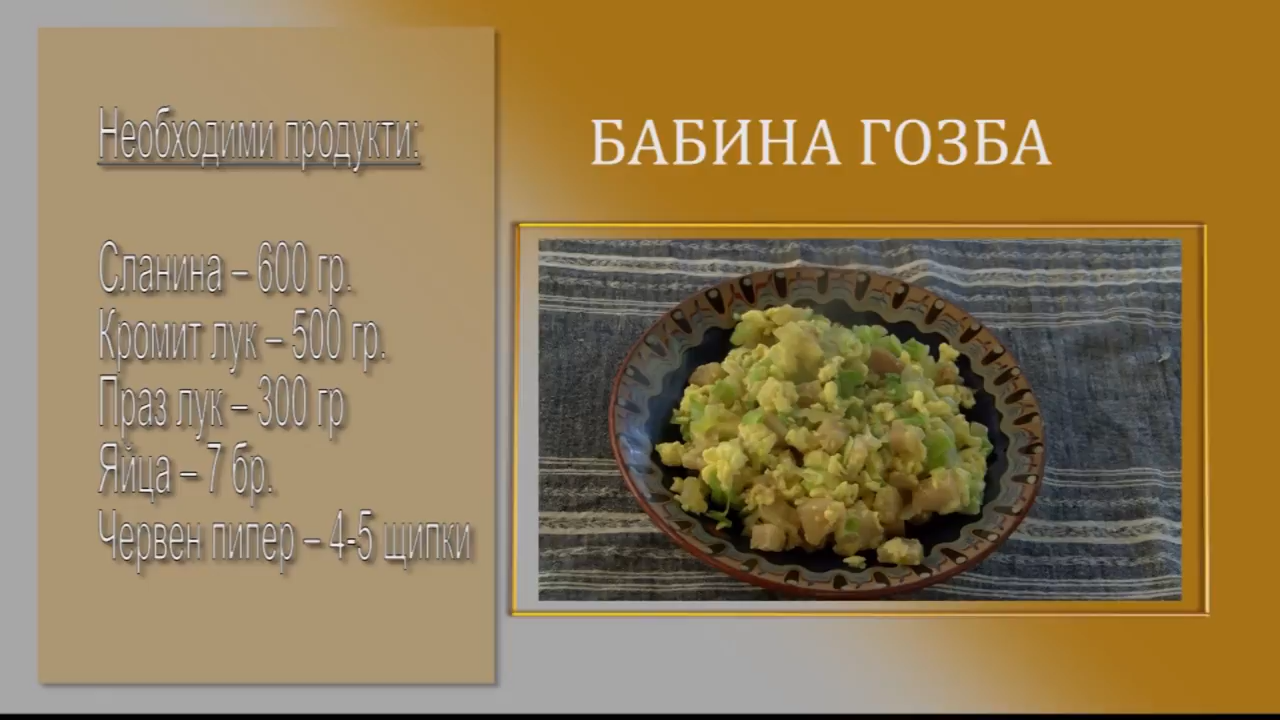 Необходими продукти:
Сланина – 600 гр.
Кромит лук – 500 гр.
Праз лук – 300 гр
Яйца – 7 бр.
Червен пипер – 4-5 щипки
БАБИНА ГОЗБА